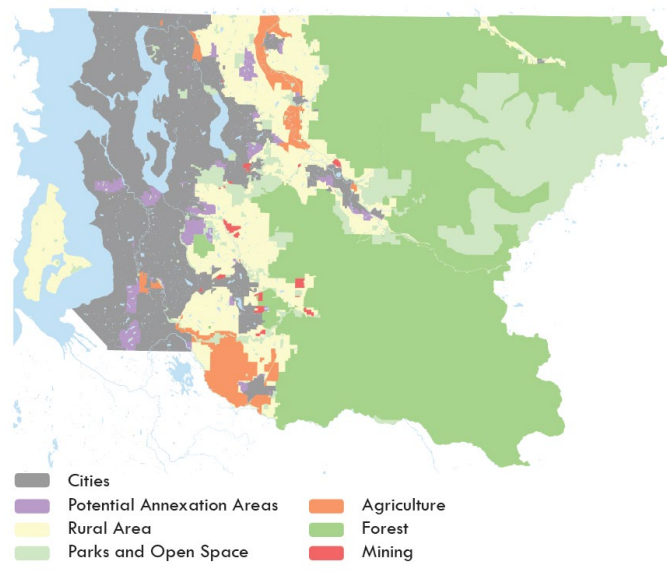 Cities
Potential Annexation Areas
Rural Area
Parks and Open Space
Agriculture
Forest
Mining